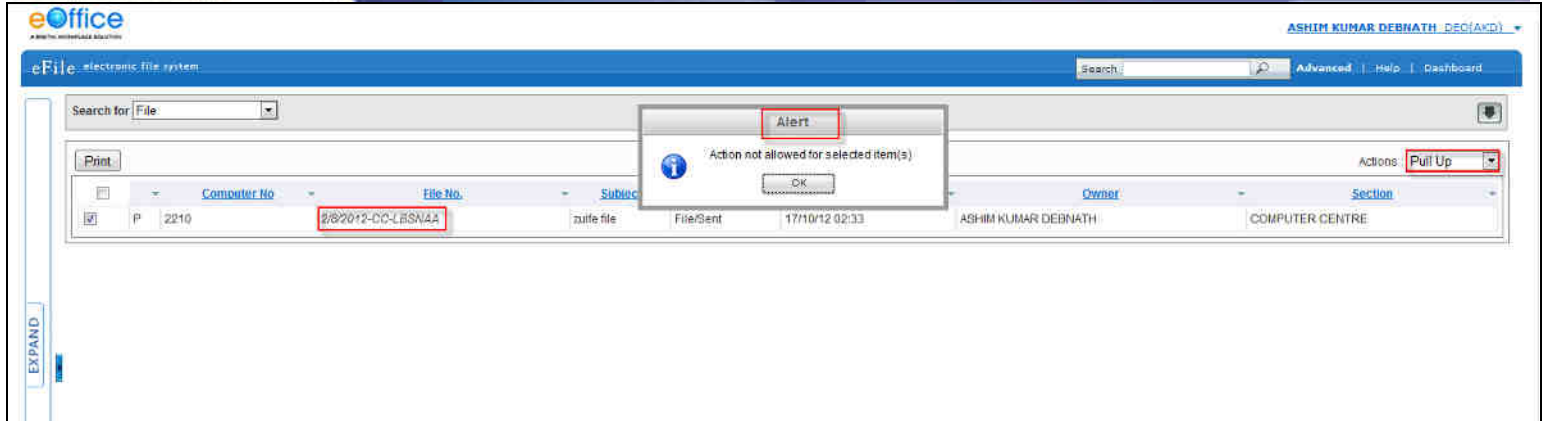 eOffice
A DIGITAL WORKPLACE SOLUTION
ASHIM KUMAR DEBNATH DEO(AKD)
eFile electronic file system
Search
Advanced | Help | Dashboard
Search for File
Alert
Action not allowed for selected item(s)
OK
Print
Actions Pull Up
Computer No File No. Subjec Owner Section
P 2210 2/8/2012-CC-LBSNAA zuife file File/Sent 17/10/12 02:33 ASHIM KUMAR DEBNATH COMPUTER CENTRE
EXPAND